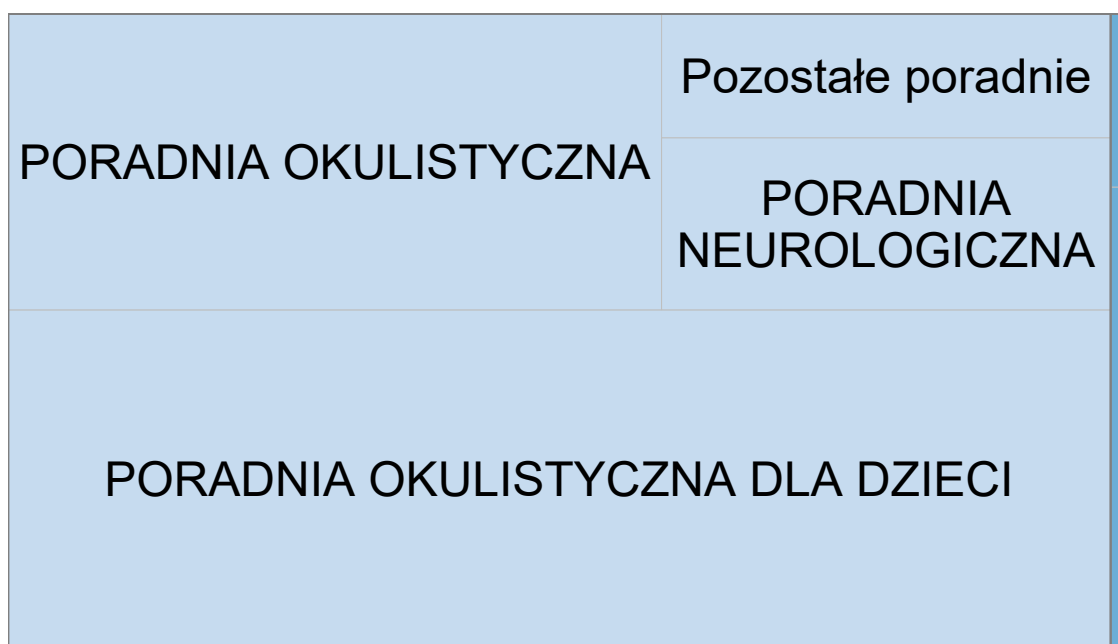 PORADNIA OKULISTYCZNA
Pozostałe poradnie
PORADNIA
NEUROLOGICZNA
PORADNIA OKULISTYCZNA DLA DZIECI